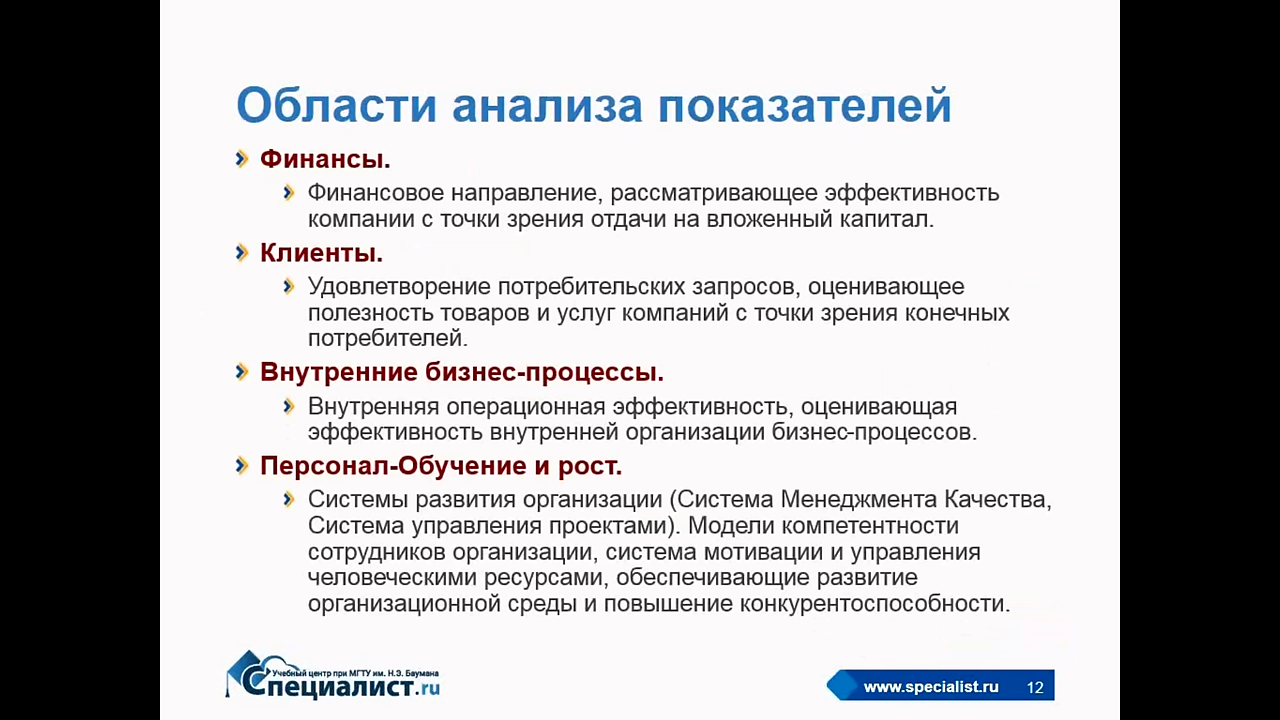 Области анализа показателей
Финансы.
Финансовое направление, рассматривающее эффективность
компании с точки зрения отдачи на вложенный капитал.
Клиенты.
Удовлетворение потребительских запросов, оценивающее
полезность товаров и услуг компаний с точки зрения конечных
потребителей.
Внутренние бизнес-процессы.
Внутренняя операционная эффективность, оценивающая
эффективность внутренней организации бизнес-процессов.
Персонал-Обучение и рост.
Системы развития организации (Система Менеджмента Качества,
Система управления проектами). Модели компетентности
сотрудников организации, система мотивации и управления
человеческими ресурсами, обеспечивающие развитие
организационной среды и повышение конкурентоспособности.
Учебный центр при МГТУ им. Н.Э. Баумана
Специалист.ru
www.specialist.ru 12